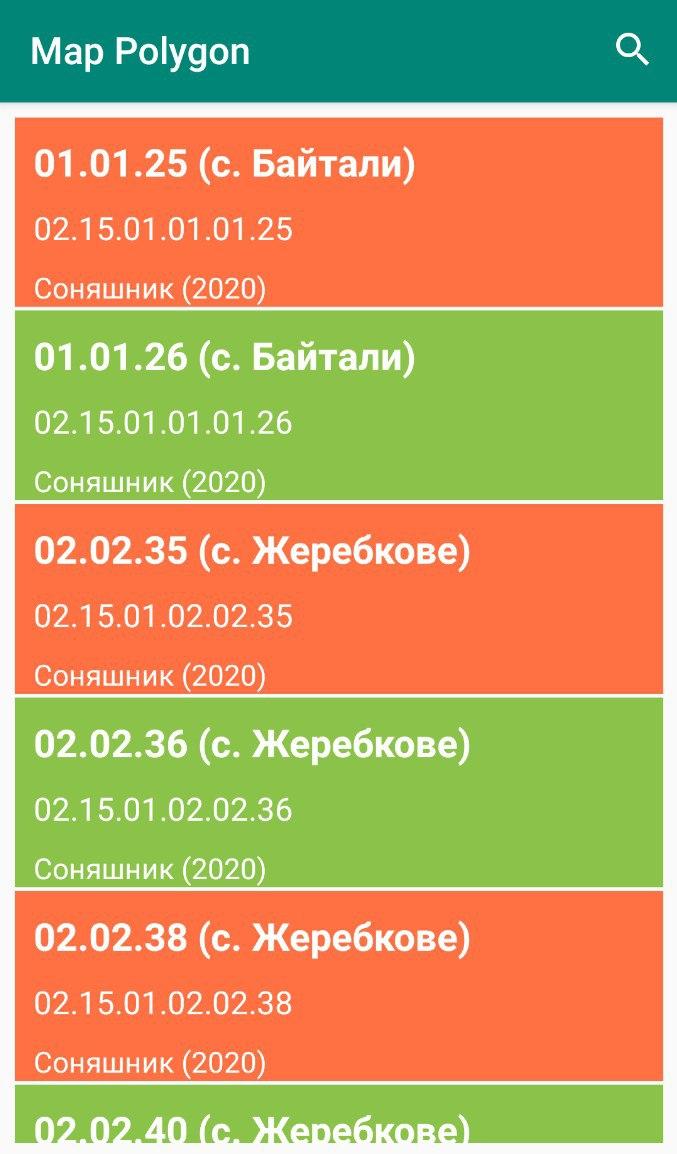 Map Polygon
01.01.25 (с. Байтали)
02.15.01.01.01.25
Соняшник (2020)
01.01.26 (с. Байтали)
02.15.01.01.01.26
Соняшник (2020)
02.02.35 (с. Жеребкове)
02.15.01.02.02.35
Соняшник (2020)
02.02.36 (с. Жеребкове)
02.15.01.02.02.36
Соняшник (2020)
02.02.38 (с. Жеребкове)
02.15.01.02.02.38
Соняшник (2020)
02.02.40 (с. Жеребкове)